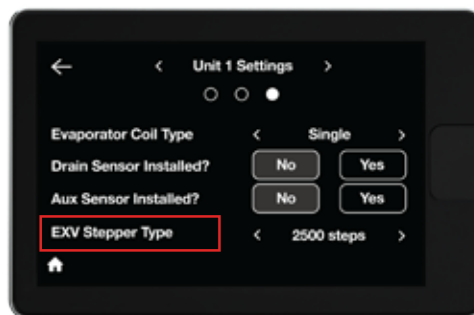 Unit 1 Settings
Evaporator Coil Type Single
Drain Sensor Installed? No Yes
Aux Sensor Installed? No Yes
EXV Stepper Type 2500 steps